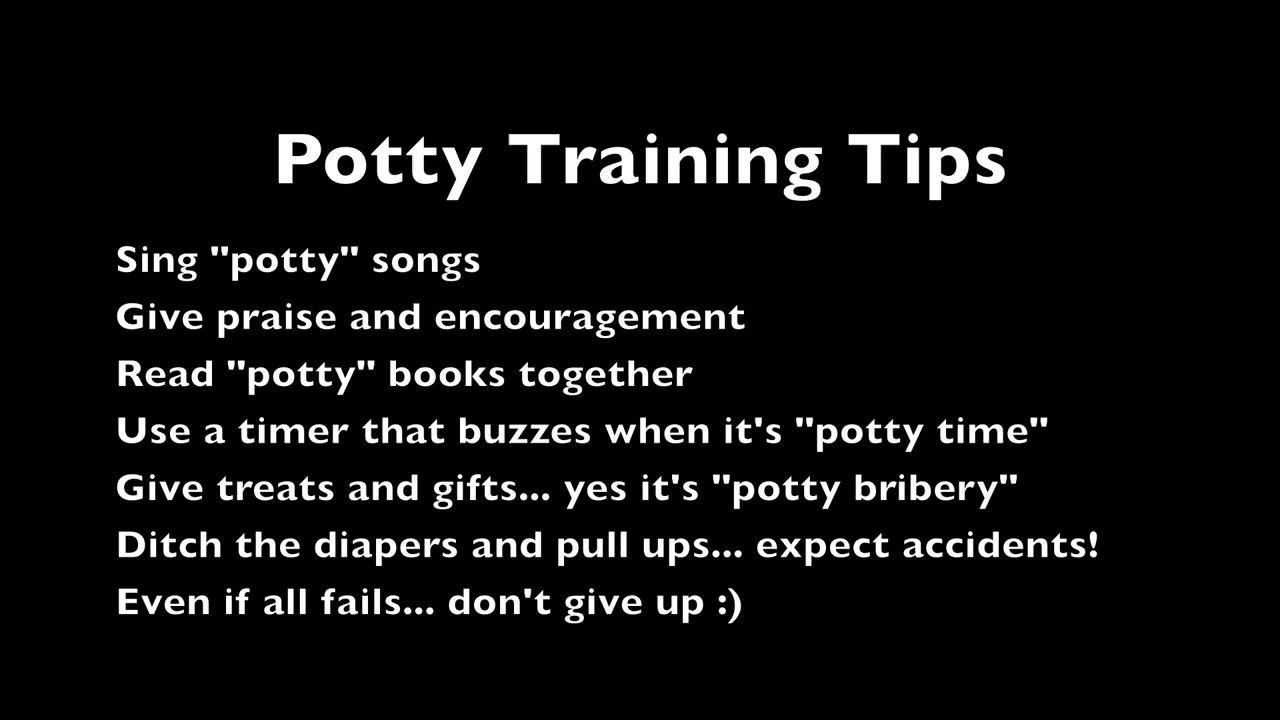 Potty Training Tips
Sing "potty" songs
Give praise and encouragement
Read "potty" books together
Use a timer that buzzes when it's "potty time"
Give treats and gifts... yes it's "potty bribery"
Ditch the diapers and pull ups... expect accidents!
Even if all fails... don't give up :)